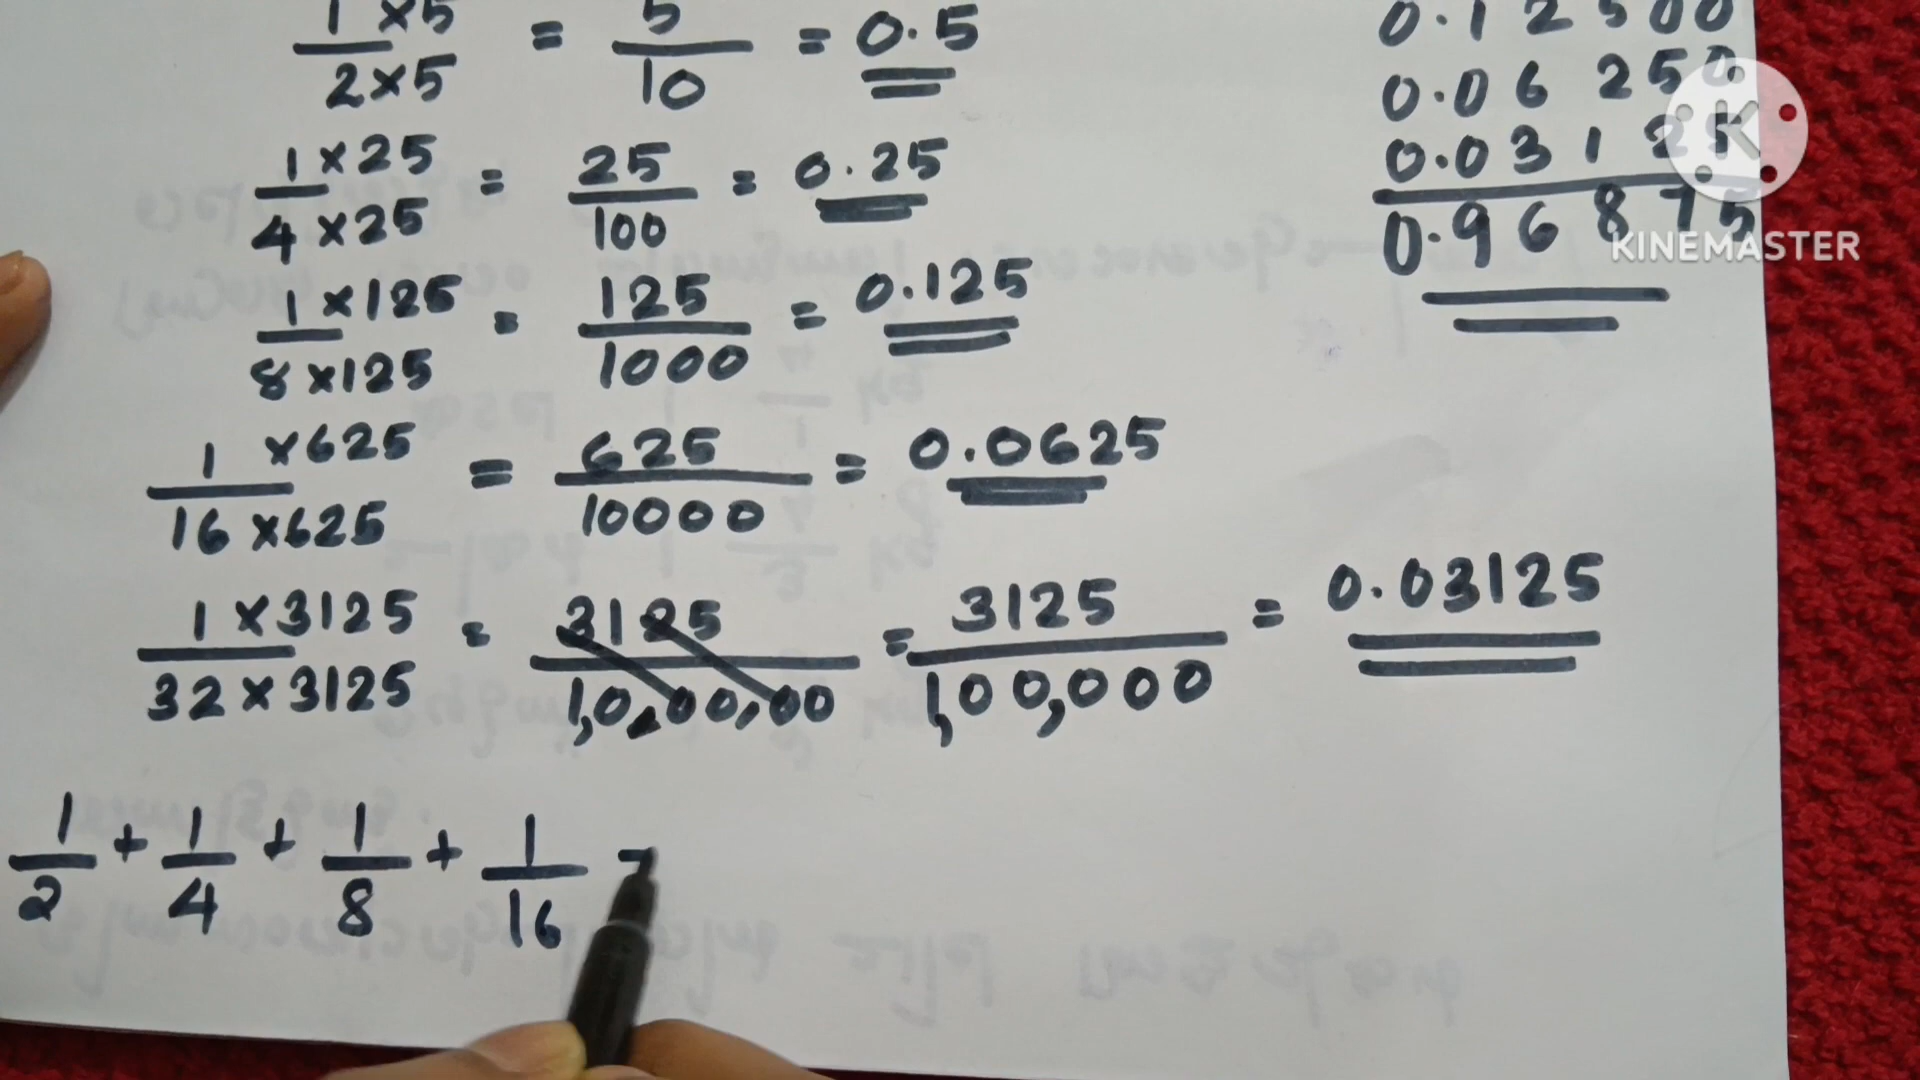 1×5/2×5 = 5/10 = 0.5
1×25/4×25 = 25/100 = 0.25
1×125/8×125 = 125/1000 = 0.125
1×625/16×625 = 625/10000 = 0.0625
1×3125/32×3125 = 3125/1,0,00,00 = 3125/1,00,000 = 0.03125
1/2 + 1/4 + 1/8 + 1/16 =
0.12500
0.06250
0.03125
0.96875
KINEMASTER